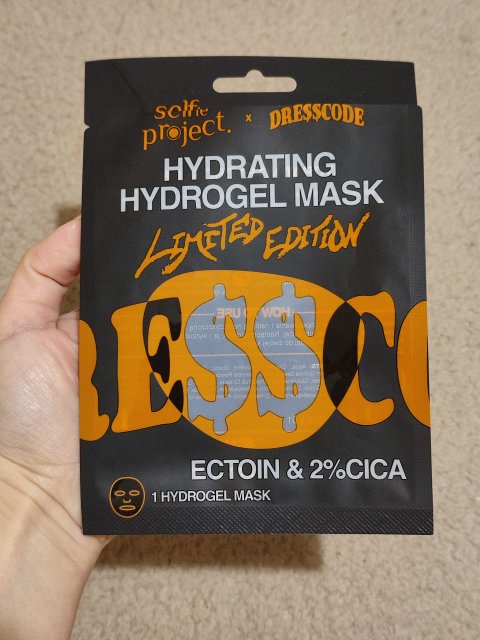 selfie
project.
x
DRE$$CODE
HYDRATING
HYDROGEL MASK
LIMITED EDITION
RE$$CO
HOW TO USE
ECTOIN & 2%CICA
1 HYDROGEL MASK